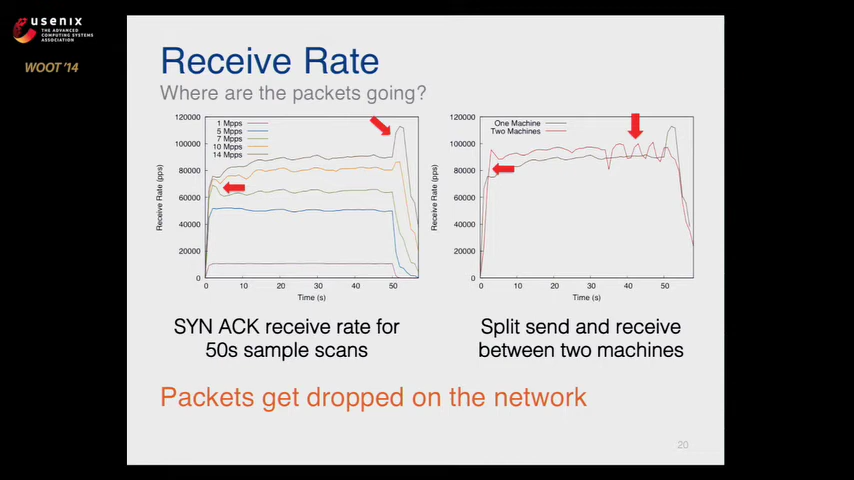 usenix
THE ADVANCED
COMPUTING SYSTEMS
ASSOCIATION
WOOT '14
Receive Rate
Where are the packets going?
120000
100000
80000
60000
40000
20000
0
Receive Rate (pps)
1 Mpps
5 Mpps
7 Mpps
10 Mpps
14 Mpps
0 10 20 30 40 50
Time (s)
SYN ACK receive rate for
50s sample scans
120000
100000
80000
60000
40000
20000
0
Receive Rate (pps)
One Machine
Two Machines
0 10 20 30 40 50
Time (s)
Split send and receive
between two machines
Packets get dropped on the network
20